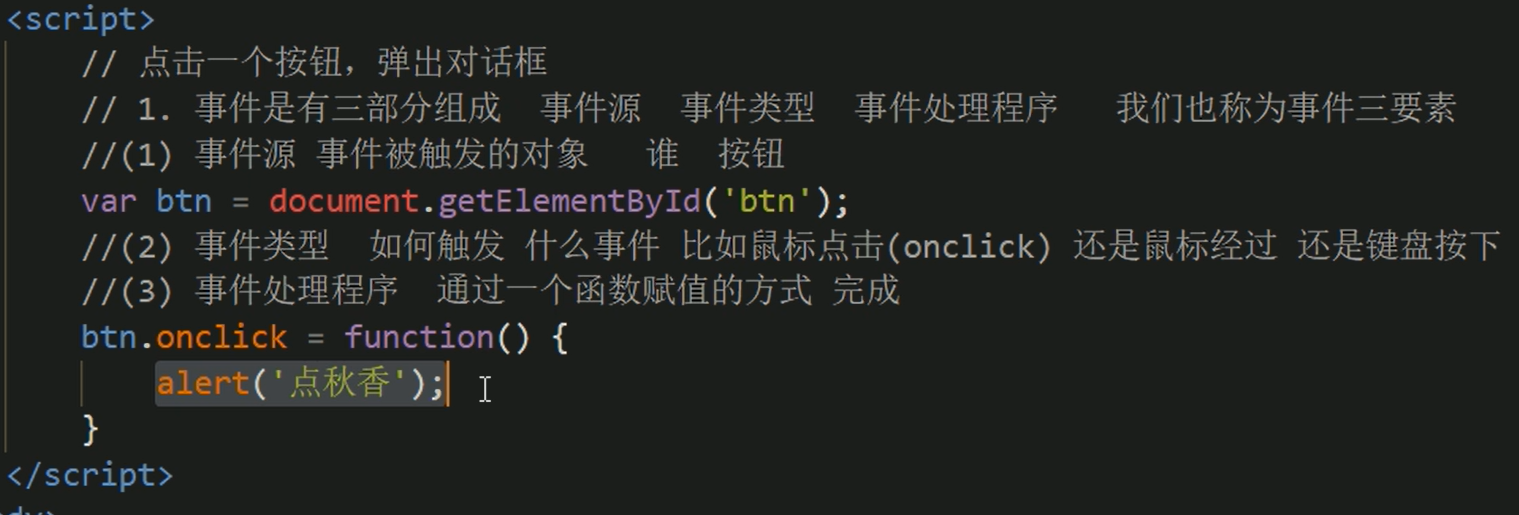 <script>
// 点击一个按钮，弹出对话框
// 1. 事件是有三部分组成  事件源  事件类型  事件处理程序   我们也称为事件三要素
//(1) 事件源 事件被触发的对象   谁  按钮
var btn = document.getElementById('btn');
//(2) 事件类型  如何触发 什么事件 比如鼠标点击(onclick) 还是鼠标经过 还是键盘按下
//(3) 事件处理程序  通过一个函数赋值的方式 完成
btn.onclick = function() {
alert('点秋香');
}
</script>